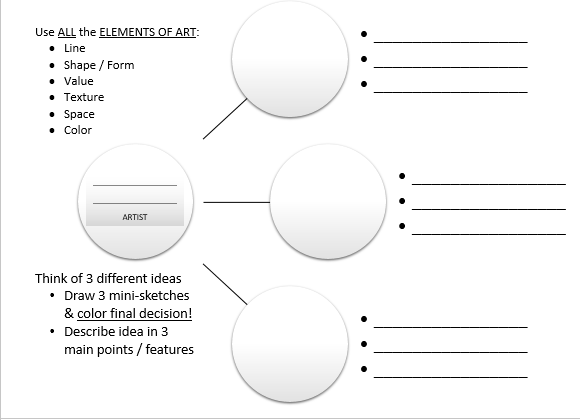 Use ALL the ELEMENTS OF ART:
• Line
• Shape / Form
• Value
• Texture
• Space
• Color
ARTIST
Think of 3 different ideas
• Draw 3 mini-sketches
& color final decision!
• Describe idea in 3
main points / features